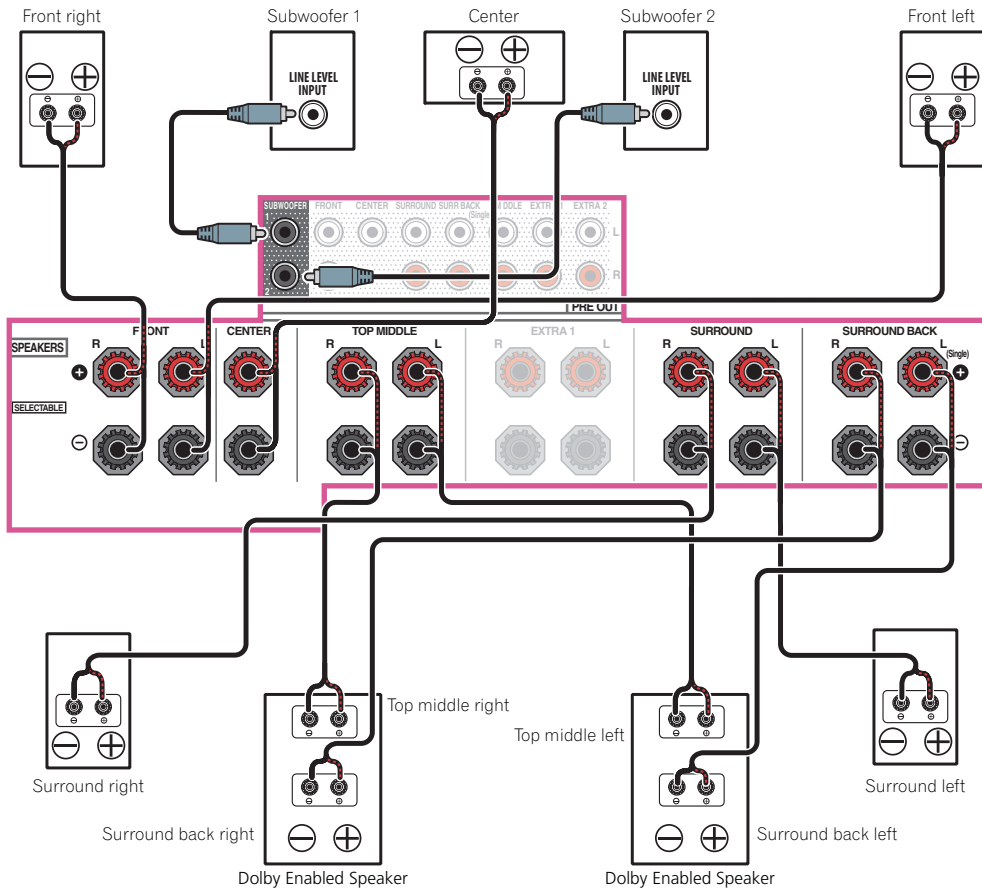 Front right
Subwoofer 1
Center
Subwoofer 2
Front left
LINE LEVEL
INPUT
LINE LEVEL
INPUT
SUBWOOFER FRONT CENTER SURROUND SURR BACK EXTRA 2
1
(Single)
L
2
R
PRE OUT
SPEAKERS
CENTER TOP MIDDLE EXTRA 1 SURROUND SURROUND BACK
R L R L R L R L
(Single)
SELECTABLE
Top middle right
Top middle left
Surround right
Surround left
Surround back right
Surround back left
Dolby Enabled Speaker
Dolby Enabled Speaker